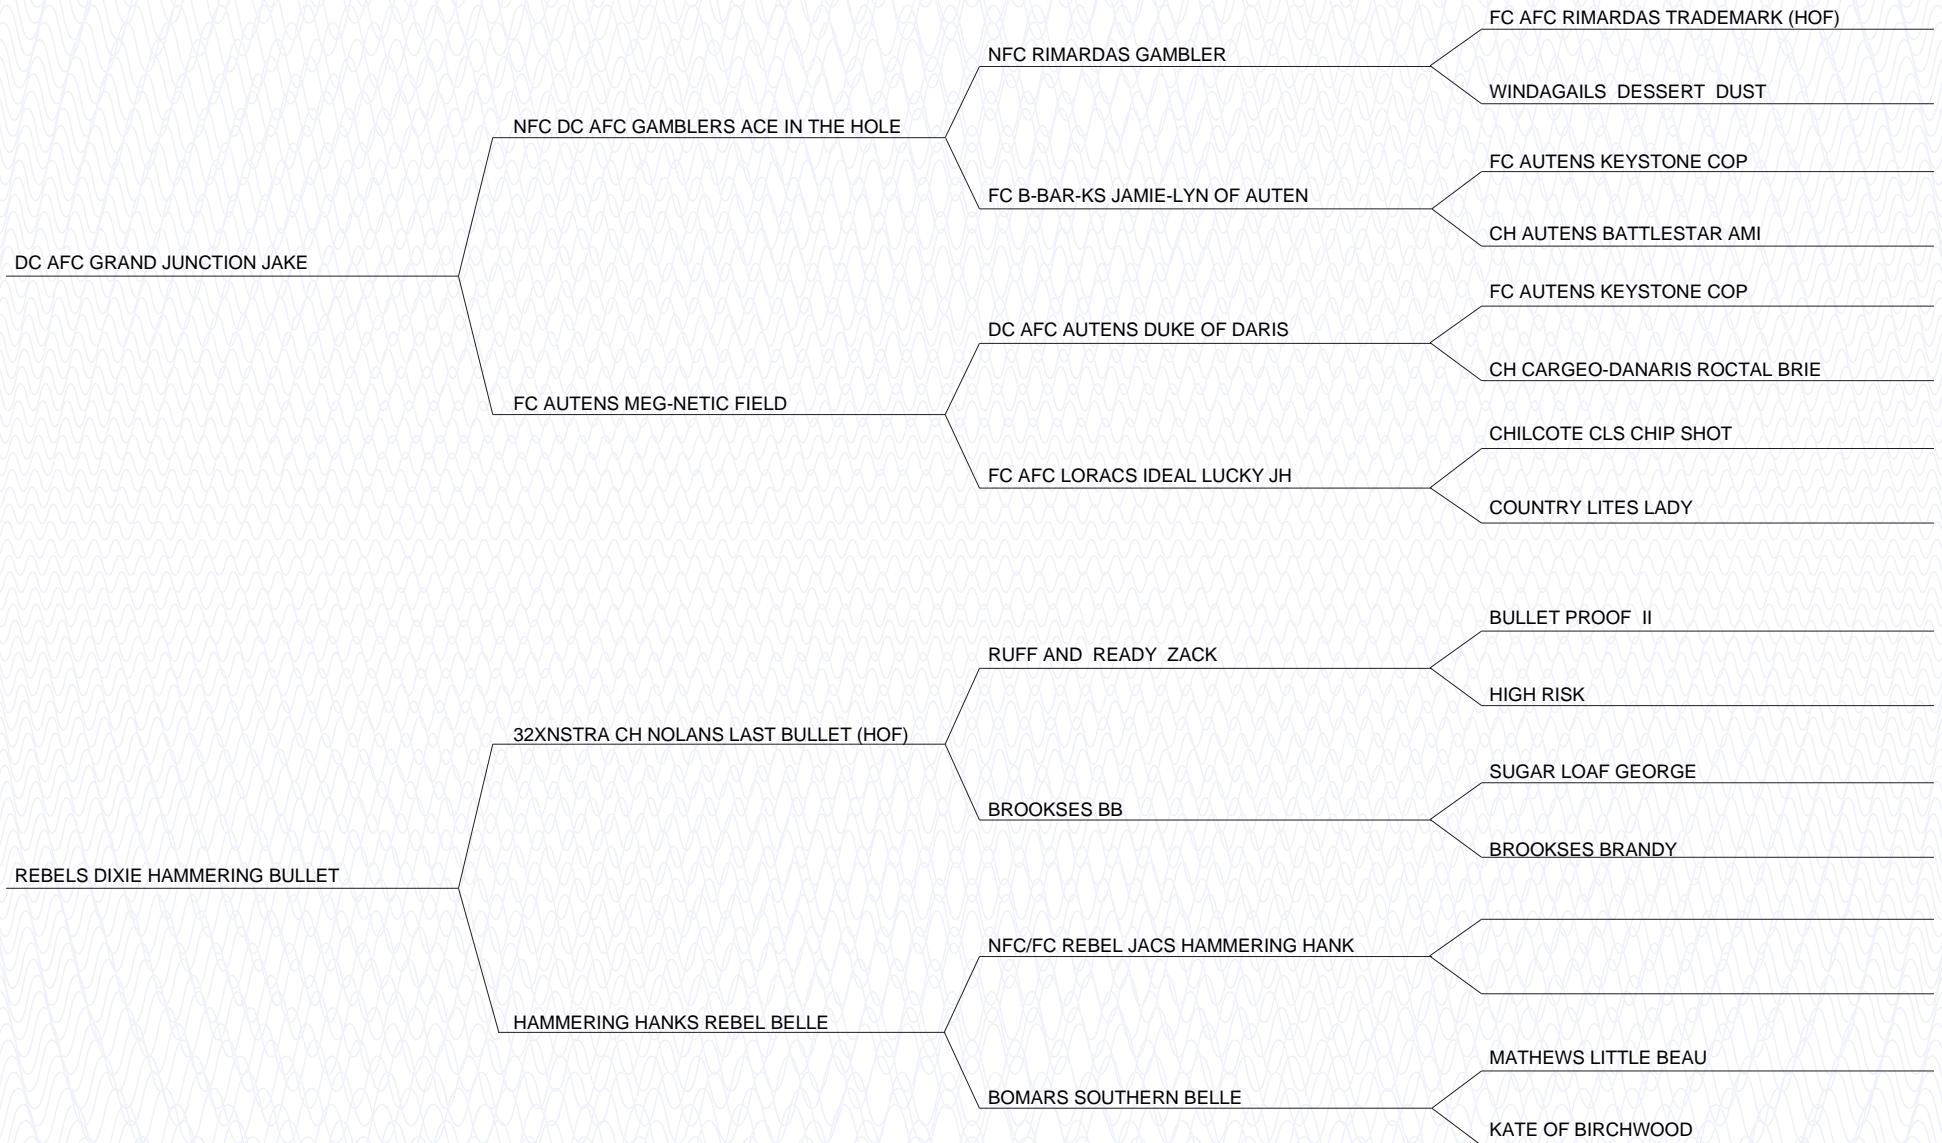 FC AFC RIMARDAS TRADEMARK (HOF)
NFC RIMARDAS GAMBLER
WINDAGAILS  DESSERT  DUST
NFC DC AFC GAMBLERS ACE IN THE HOLE
FC AUTENS KEYSTONE COP
FC B-BAR-KS JAMIE-LYN OF AUTEN
CH AUTENS BATTLESTAR AMI
DC AFC GRAND JUNCTION JAKE
FC AUTENS KEYSTONE COP
DC AFC AUTENS DUKE OF DARIS
CH CARGEO-DANARIS ROCTAL BRIE
FC AUTENS MEG-NETIC FIELD
CHILCOTE CLS CHIP SHOT
FC AFC LORACS IDEAL LUCKY JH
COUNTRY LITES LADY
BULLET PROOF  II
RUFF AND  READY  ZACK
HIGH RISK
32XNSTRA CH NOLANS LAST BULLET (HOF)
SUGAR LOAF GEORGE
BROOKSES BB
BROOKSES BRANDY
REBELS DIXIE HAMMERING BULLET
NFC/FC REBEL JACS HAMMERING HANK
HAMMERING HANKS REBEL BELLE
MATHEWS LITTLE BEAU
BOMARS SOUTHERN BELLE
KATE OF BIRCHWOOD